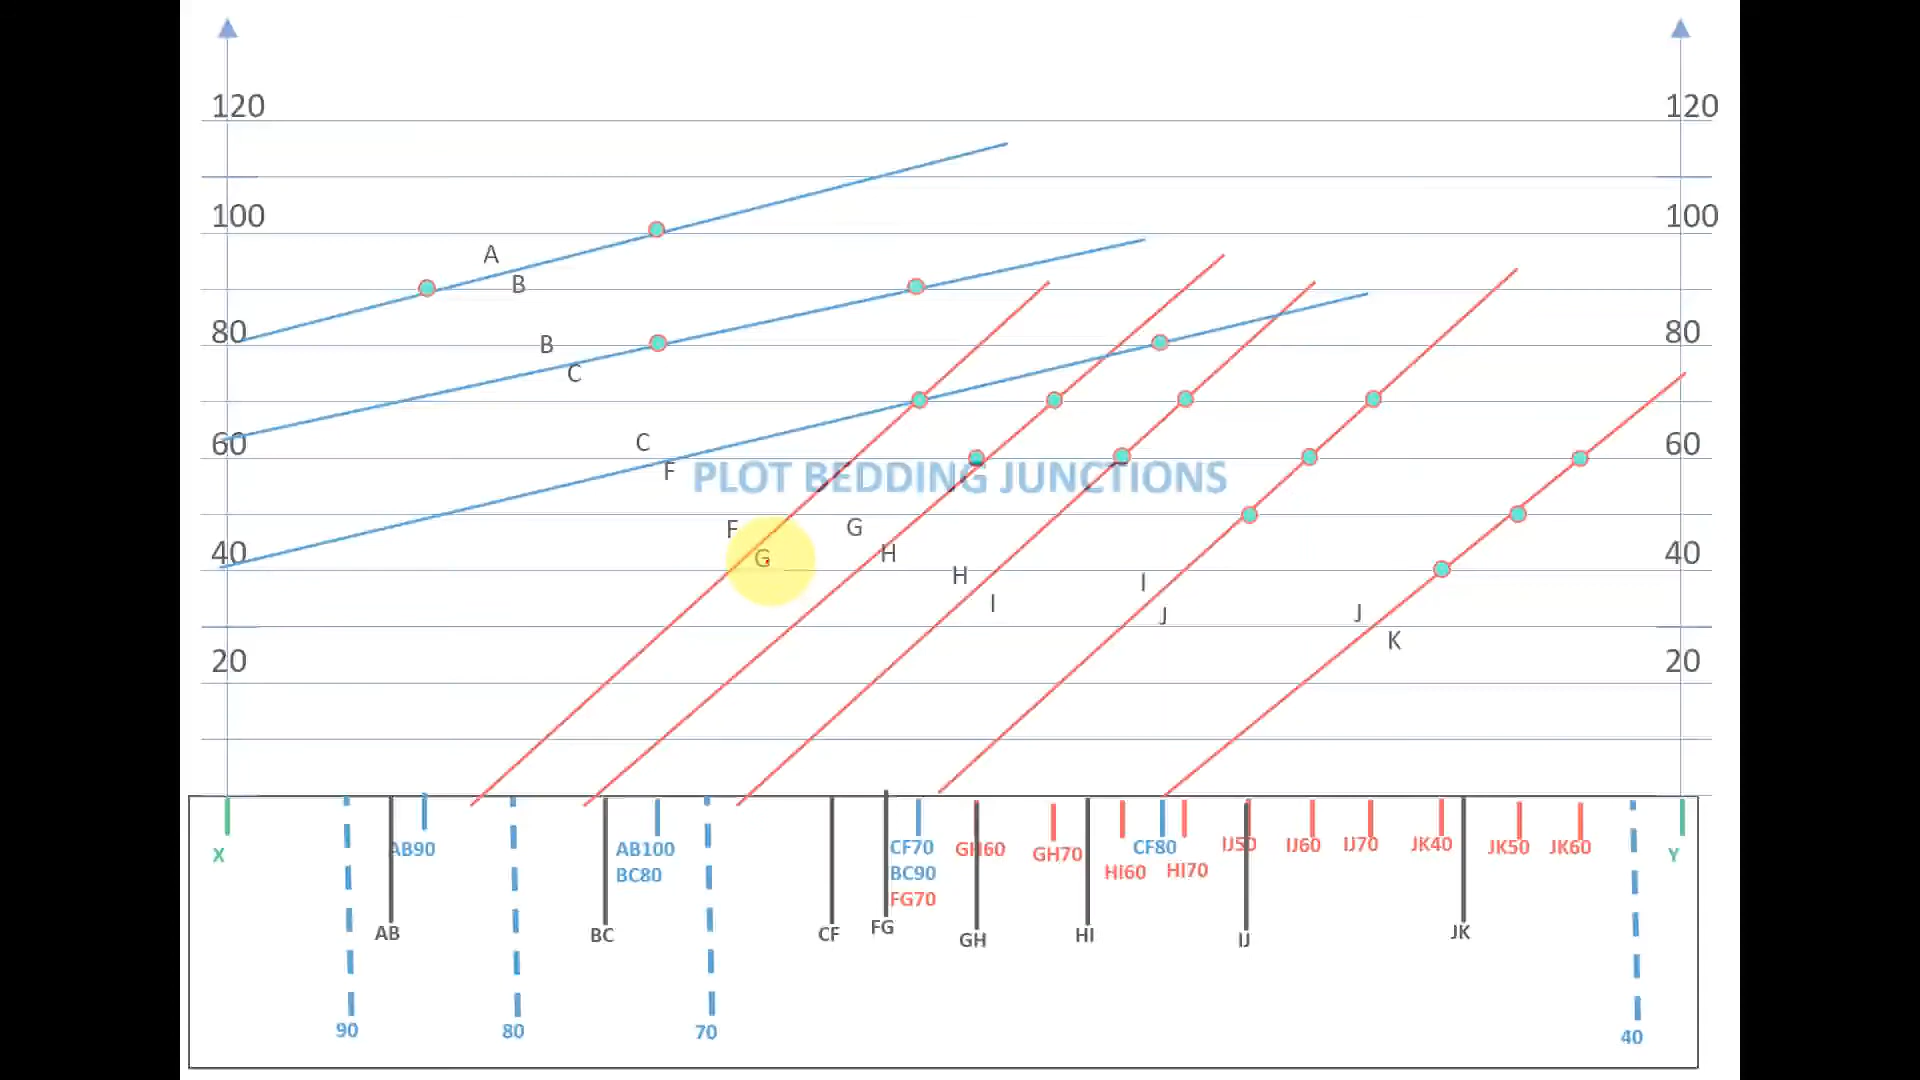 120 120
100 100
A
B
80 80
B
C
60 60
C
F
PLOT BEDDING JUNCTIONS
F G
G H
40 40
H I
I J
J K
20 20
X AB90 AB100 CF70 GH60 GH70 CF80 IJ50 IJ60 IJ70 JK40 JK50 JK60 Y
BC80 BC90 HI60 HI70
FG70
AB BC CF FG GH HI IJ JK
90 80 70 40